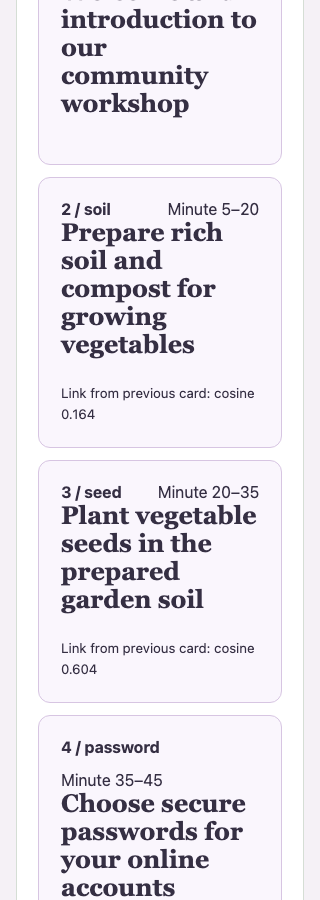 introduction to
our
community
workshop
2 / soil Minute 5–20
Prepare rich
soil and
compost for
growing
vegetables
Link from previous card: cosine
0.164
3 / seed Minute 20–35
Plant vegetable
seeds in the
prepared
garden soil
Link from previous card: cosine
0.604
4 / password
Minute 35–45
Choose secure
passwords for
your online
accounts